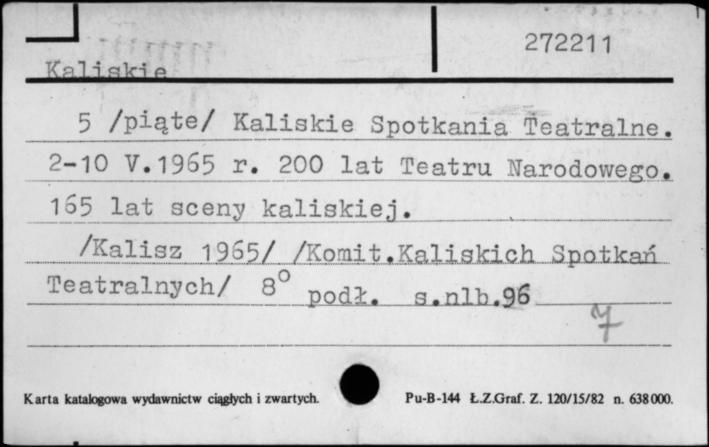 272211
Kaliskie
5 /piąte/ Kaliskie Spotkania Teatralne.
2-10 V.1965 r. 200 lat Teatru Narodowego.
165 lat sceny kaliskiej.
/Kalisz 1965/ /Komit.Kaliskich Spotkań
Teatralnych/ 8° podł. s.nlb.96
7
Karta katalogowa wydawnictw ciągłych i zwartych. Pu-B-144 Ł.Z.Graf. Z. 120/15/82 n. 638000.